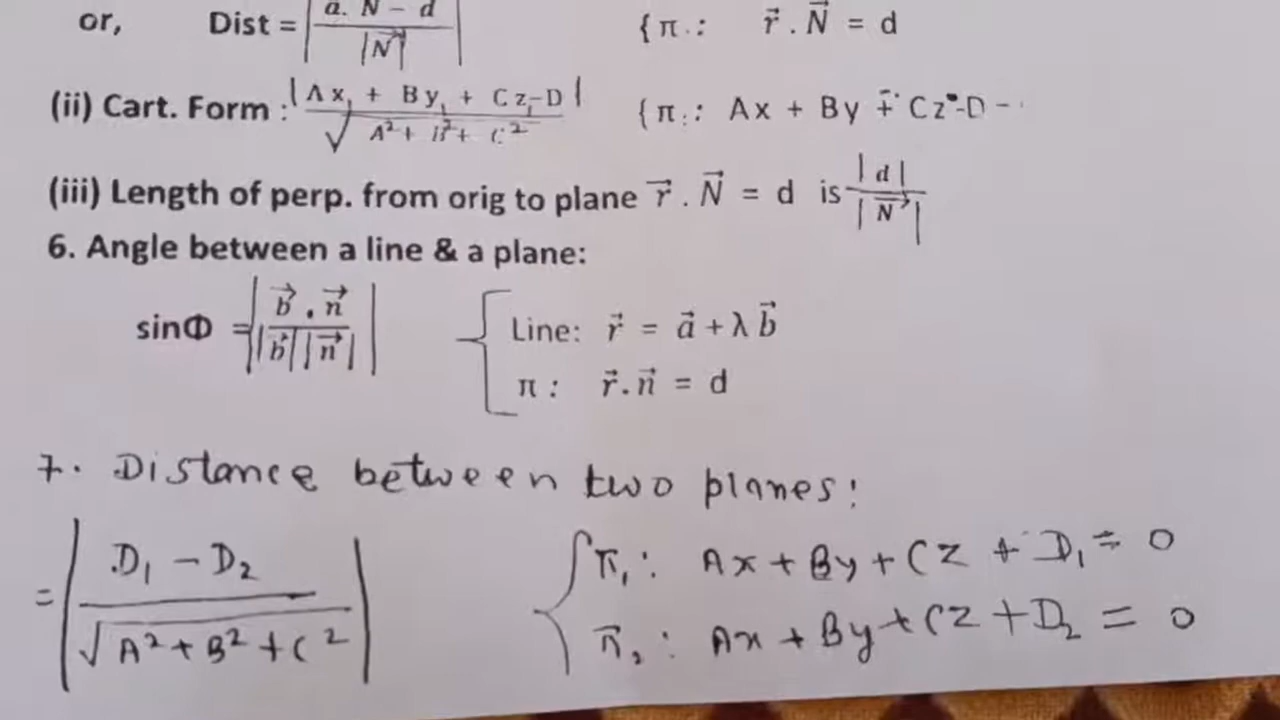 or, Dist = | a. N – d / |N⃗| | { π.: r⃗ . N⃗ = d
(ii) Cart. Form : |Ax₁ + By₁ + Cz₁-D| / √A²+ B²+ C² { π.: Ax + By + Cz-D -
(iii) Length of perp. from orig to plane r⃗ . N⃗ = d is |d| / |N⃗|
6. Angle between a line & a plane:
sinΦ = | b⃗ . n⃗ / |b⃗| |n⃗| | { Line: r⃗ = a⃗ + λ b⃗
π : r⃗.n⃗ = d
7. Distance between two planes:
= | D₁ – D₂ / √A²+B²+C² | { π₁ : Ax + By + Cz + D₁ = 0
π₂ : Ax + By + Cz + D₂ = 0